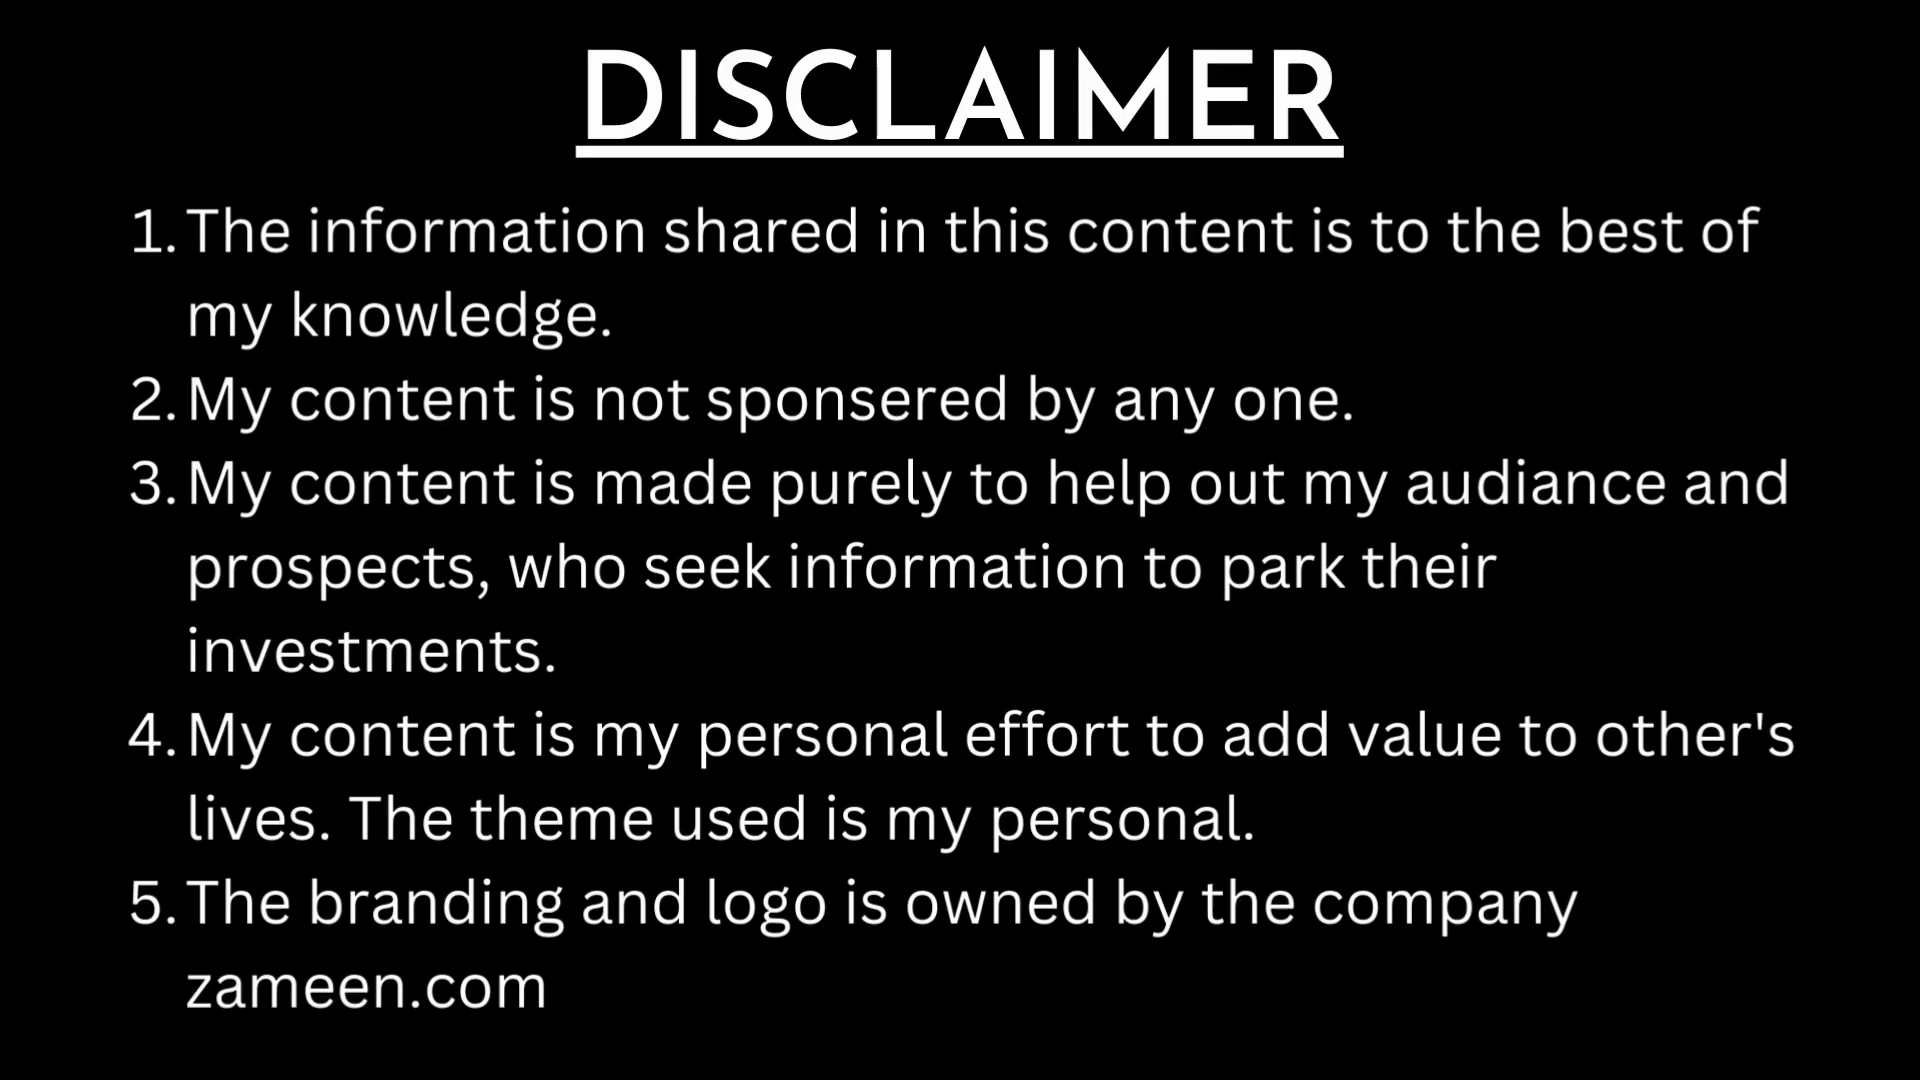 DISCLAIMER
1. The information shared in this content is to the best of
my knowledge.
2. My content is not sponsered by any one.
3. My content is made purely to help out my audiance and
prospects, who seek information to park their
investments.
4. My content is my personal effort to add value to other's
lives. The theme used is my personal.
5. The branding and logo is owned by the company
zameen.com